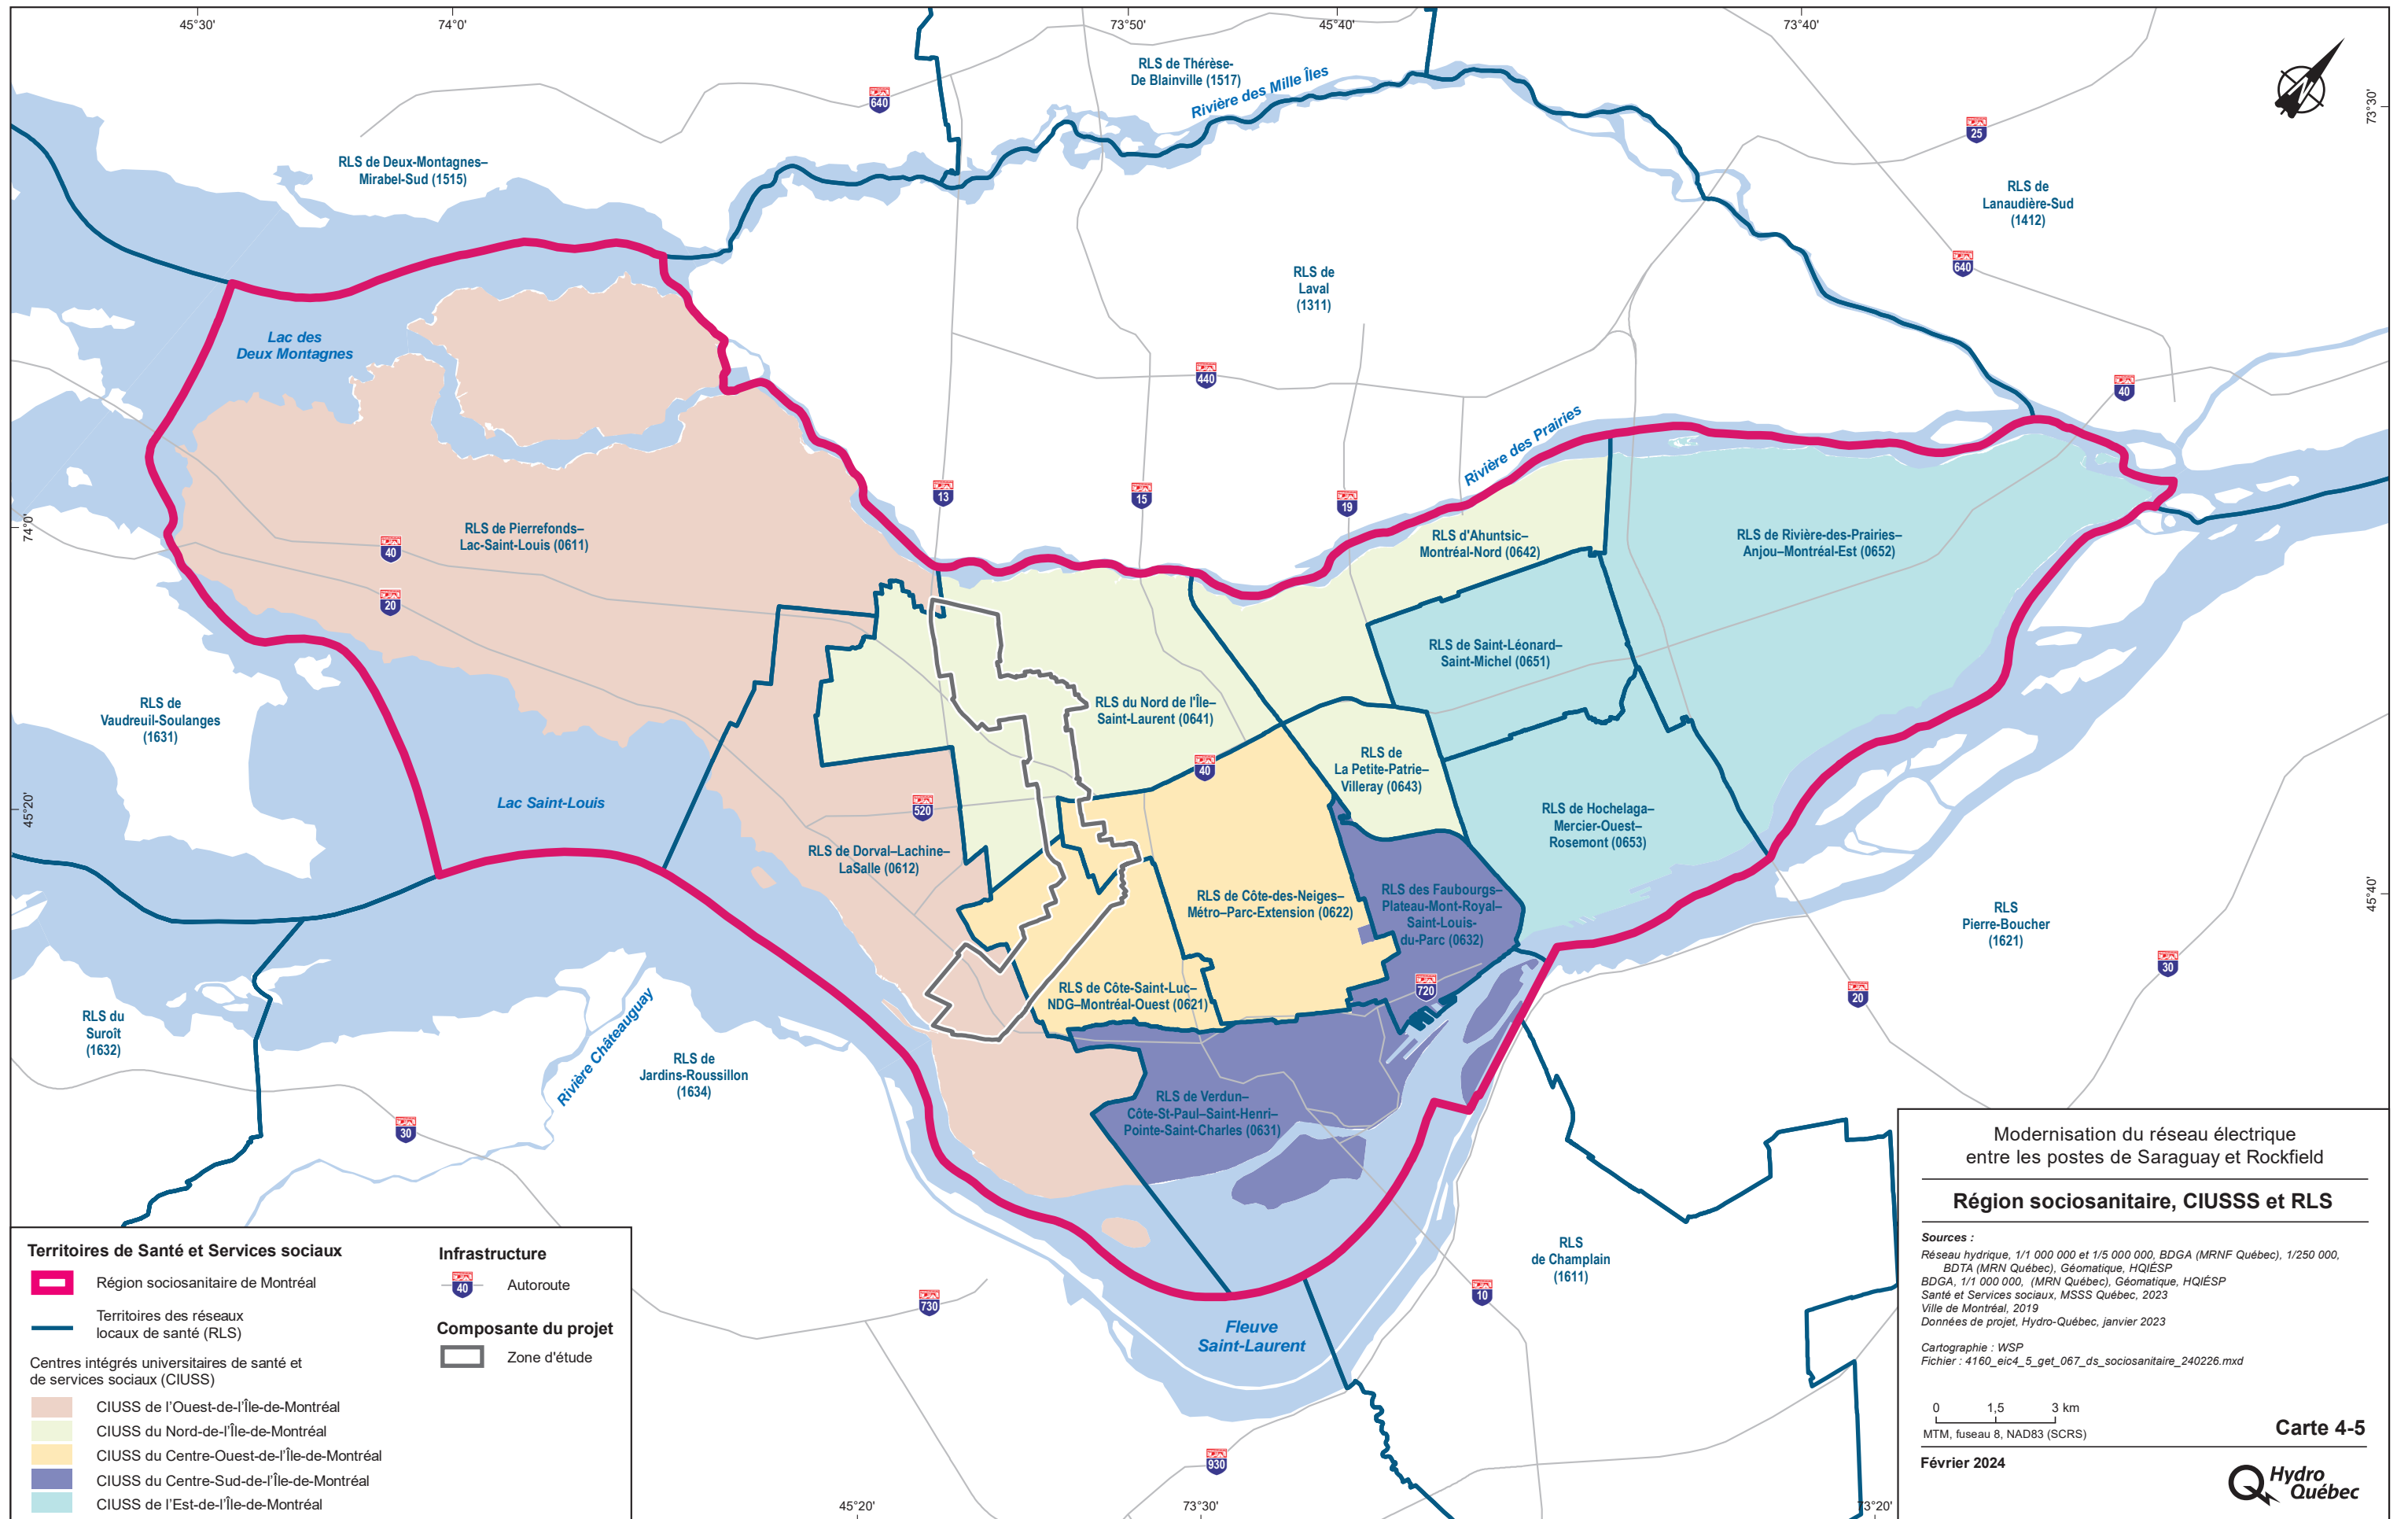 45°30'
74°0'
73°50'
45°40'
73°40'
73°30'
74°0'
45°20'
45°40'
45°20'
73°30'
73°20'
RLS de Thérèse-
De Blainville (1517)
Rivière des Mille Îles
640
25
RLS de Deux-Montagnes–
Mirabel-Sud (1515)
RLS de
Lanaudière-Sud
(1412)
640
RLS de
Laval
(1311)
Lac des
Deux Montagnes
440
40
Rivière des Prairies
13
15
19
RLS de Pierrefonds–
Lac-Saint-Louis (0611)
40
20
RLS d'Ahuntsic–
Montréal-Nord (0642)
RLS de Rivière-des-Prairies–
Anjou–Montréal-Est (0652)
RLS de Saint-Léonard–
Saint-Michel (0651)
RLS de
Vaudreuil-Soulanges
(1631)
RLS du Nord de l'Île–
Saint-Laurent (0641)
RLS de
La Petite-Patrie–
Villeray (0643)
40
Lac Saint-Louis
520
RLS de Hochelaga–
Mercier-Ouest–
Rosemont (0653)
RLS de Dorval–Lachine–
LaSalle (0612)
RLS de Côte-des-Neiges–
Métro–Parc-Extension (0622)
RLS des Faubourgs–
Plateau-Mont-Royal–
Saint-Louis-
du-Parc (0632)
RLS
Pierre-Boucher
(1621)
30
20
720
RLS de Côte-Saint-Luc–
NDG–Montréal-Ouest (0621)
RLS du
Suroît
(1632)
Rivière Châteauguay
RLS de
Jardins-Roussillon
(1634)
30
RLS de Verdun–
Côte-St-Paul–Saint-Henri–
Pointe-Saint-Charles (0631)
RLS
de Champlain
(1611)
10
730
Fleuve
Saint-Laurent
930
Territoires de Santé et Services sociaux
Région sociosanitaire de Montréal
Territoires des réseaux
locaux de santé (RLS)
Centres intégrés universitaires de santé et
de services sociaux (CIUSS)
CIUSS de l'Ouest-de-l'Île-de-Montréal
CIUSS du Nord-de-l'Île-de-Montréal
CIUSS du Centre-Ouest-de-l'Île-de-Montréal
CIUSS du Centre-Sud-de-l'Île-de-Montréal
CIUSS de l'Est-de-l'Île-de-Montréal
Infrastructure
40
Autoroute
Composante du projet
Zone d'étude
Modernisation du réseau électrique
entre les postes de Saraguay et Rockfield
Région sociosanitaire, CIUSSS et RLS
Sources :
Réseau hydrique, 1/1 000 000 et 1/5 000 000, BDGA (MRNF Québec), 1/250 000,
BDTA (MRN Québec), Géomatique, HQIÉSP
BDGA, 1/1 000 000, (MRN Québec), Géomatique, HQIÉSP
Santé et Services sociaux, MSSS Québec, 2023
Ville de Montréal, 2019
Données de projet, Hydro-Québec, janvier 2023
Cartographie : WSP
Fichier : 4160_eic4_5_get_067_ds_sociosanitaire_240226.mxd
0 1,5 3 km
MTM, fuseau 8, NAD83 (SCRS)
Carte 4-5
Février 2024
Hydro
Québec